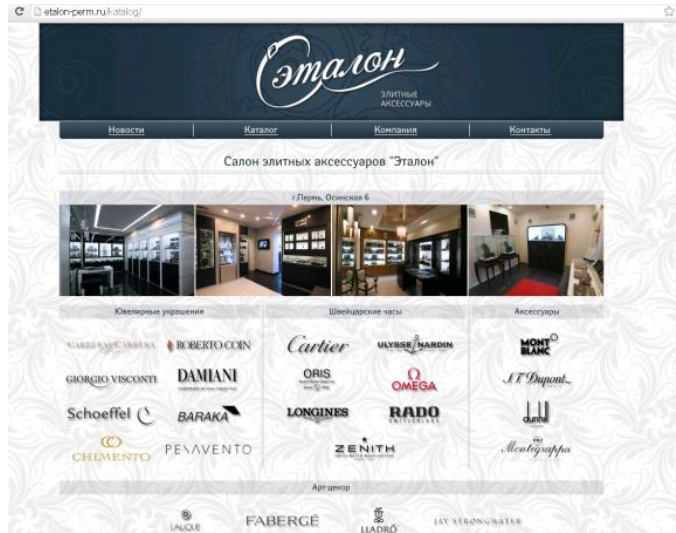 etalon-perm.ru/katalog/
эталон
ЭЛИТНЫЕ
АКСЕССУАРЫ
Новости Каталог Компания Контакты
Салон элитных аксессуаров "Эталон"
г.Пермь, Осинская 6
Ювелирные украшения Швейцарские часы Аксессуары
CARRERA Y CARRERA ROBERTO COIN Cartier ULYSSE NARDIN MONT
BLANC
GIORGIO VISCONTI DAMIANI ORIS Ω
OMEGA S.T. Dupont
Schoeffel BARAKA LONGINES RADO
SWITZERLAND dunhill
CHIMENTO PESAVENTO ZENITH Montegrappa
Арт-декор
LALIQUE FABERGÉ LLADRÓ JAY STRONGWATER